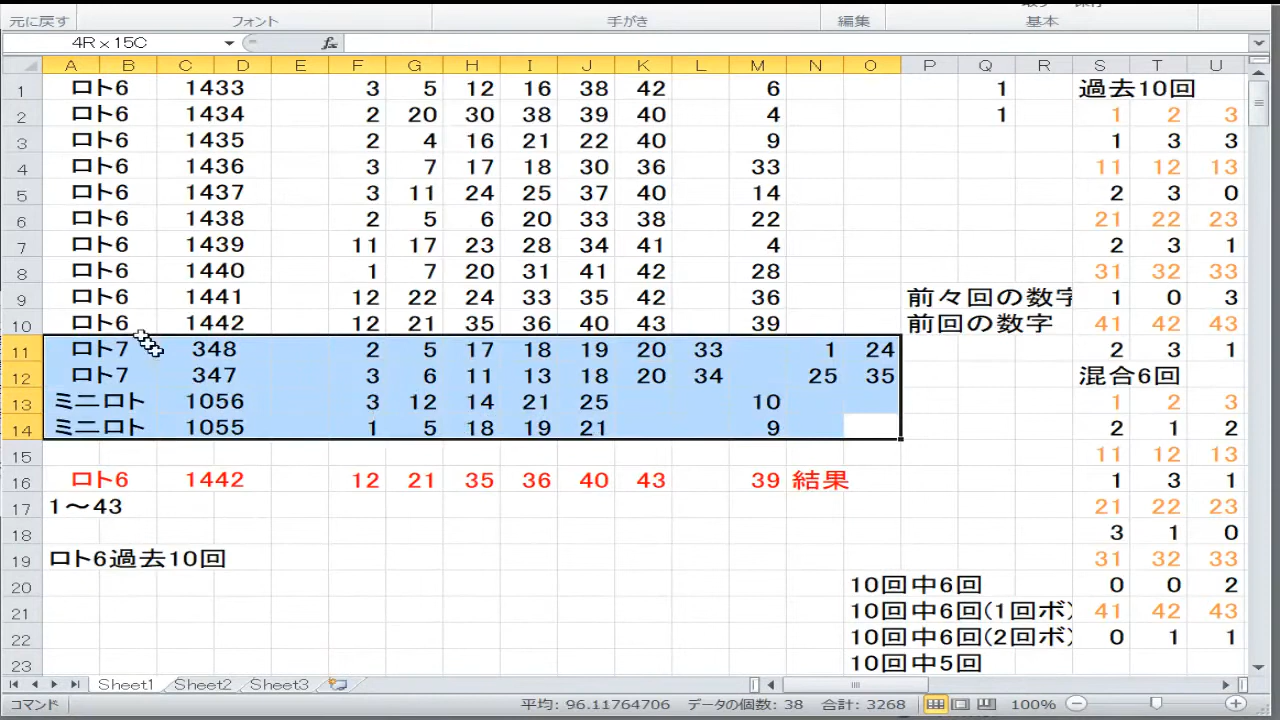 元に戻す フォント 手がき 編集 基本
4R x 15C fx
A B C D E F G H I J K L M N O P Q R S T U
1 ロト6 1433 3 5 12 16 38 42 6 1 過去10回
2 ロト6 1434 2 20 30 38 39 40 4 1 1 2 3
3 ロト6 1435 2 4 16 21 22 40 9 1 3 3
4 ロト6 1436 3 7 17 18 30 36 33 11 12 13
5 ロト6 1437 3 11 24 25 37 40 14 2 3 0
6 ロト6 1438 2 5 6 20 33 38 22 21 22 23
7 ロト6 1439 11 17 23 28 34 41 4 2 3 1
8 ロト6 1440 1 7 20 31 41 42 28 31 32 33
9 ロト6 1441 12 22 24 33 35 42 36 前々回の数字 1 0 3
10 ロト6 1442 12 21 35 36 40 43 39 前回の数字 41 42 43
11 ロト7 348 2 5 17 18 19 20 33 1 24 2 3 1
12 ロト7 347 3 6 11 13 18 20 34 25 35 混合6回
13 ミニロト 1056 3 12 14 21 25 10 1 2 3
14 ミニロト 1055 1 5 18 19 21 9 2 1 2
15 11 12 13
16 ロト6 1442 12 21 35 36 40 43 39 結果 1 3 1
17 1～43 21 22 23
18 3 1 0
19 ロト6過去10回 31 32 33
20 10回中6回 0 0 2
21 10回中6回(1回ボ) 41 42 43
22 10回中6回(2回ボ) 0 1 1
23 10回中5回
Sheet1 Sheet2 Sheet3
コマンド 平均: 96.11764706 データの個数: 38 合計: 3268 100%